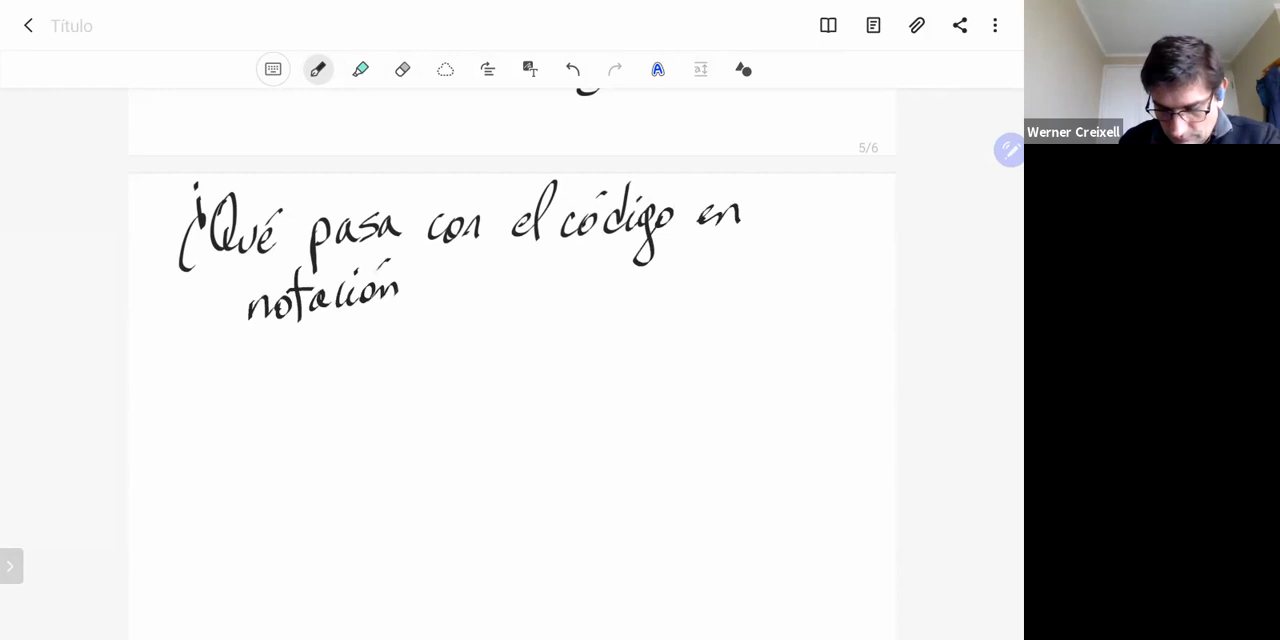 Título
5/6
¿Qué pasa con el código en
notación
Werner Creixell